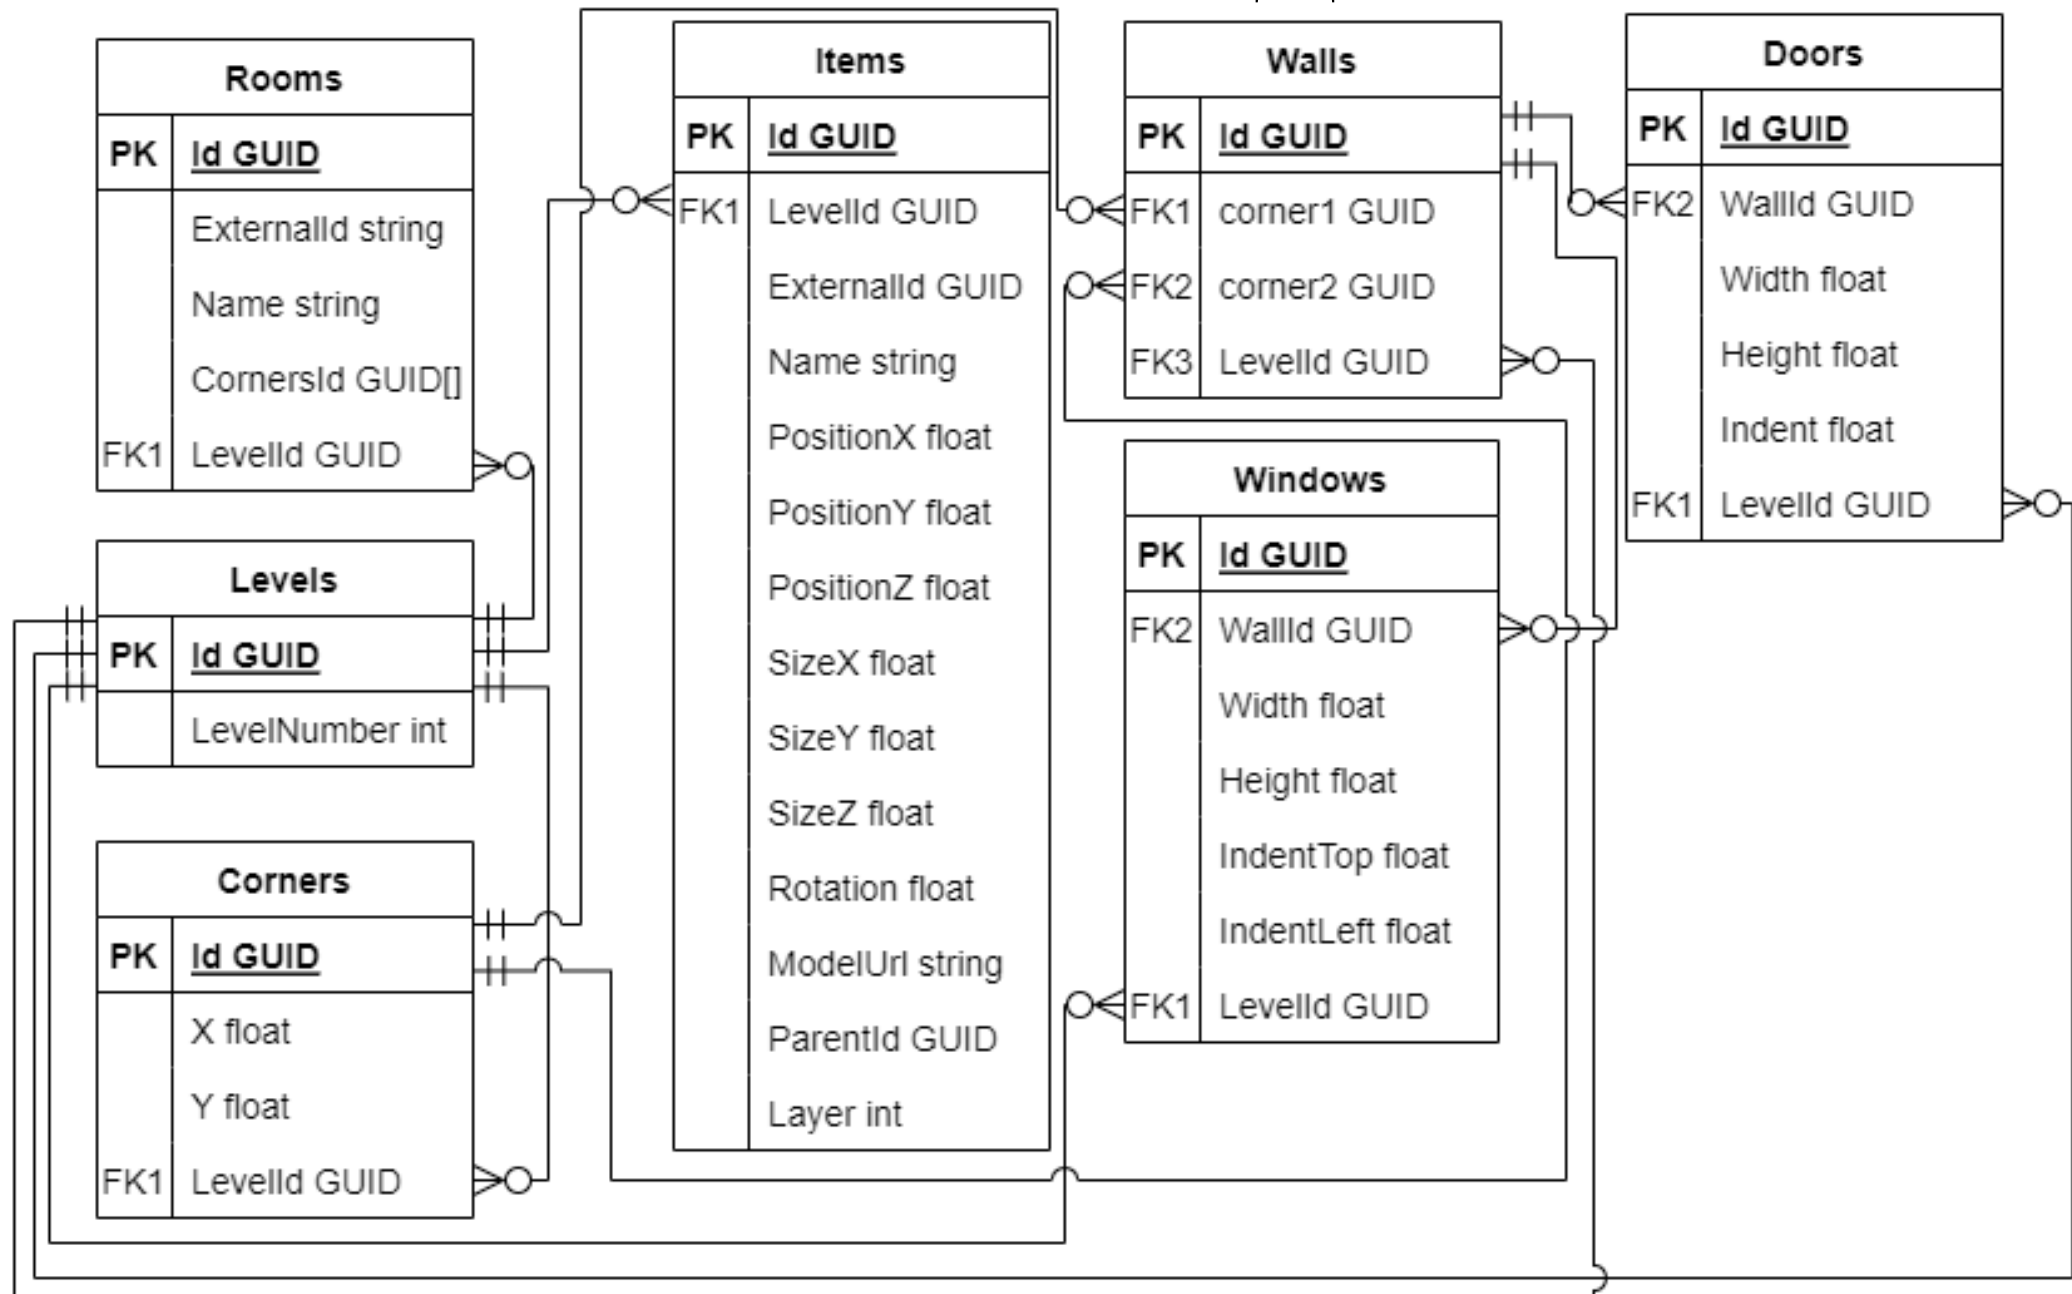 Rooms
PK Id GUID
ExternalId string
Name string
CornersId GUID[]
FK1 LevelId GUID
Levels
PK Id GUID
LevelNumber int
Corners
PK Id GUID
X float
Y float
FK1 LevelId GUID
Items
PK Id GUID
FK1 LevelId GUID
ExternalId GUID
Name string
PositionX float
PositionY float
PositionZ float
SizeX float
SizeY float
SizeZ float
Rotation float
ModelUrl string
ParentId GUID
Layer int
Walls
PK Id GUID
FK1 corner1 GUID
FK2 corner2 GUID
FK3 LevelId GUID
Windows
PK Id GUID
FK2 WallId GUID
Width float
Height float
IndentTop float
IndentLeft float
FK1 LevelId GUID
Doors
PK Id GUID
FK2 WallId GUID
Width float
Height float
Indent float
FK1 LevelId GUID